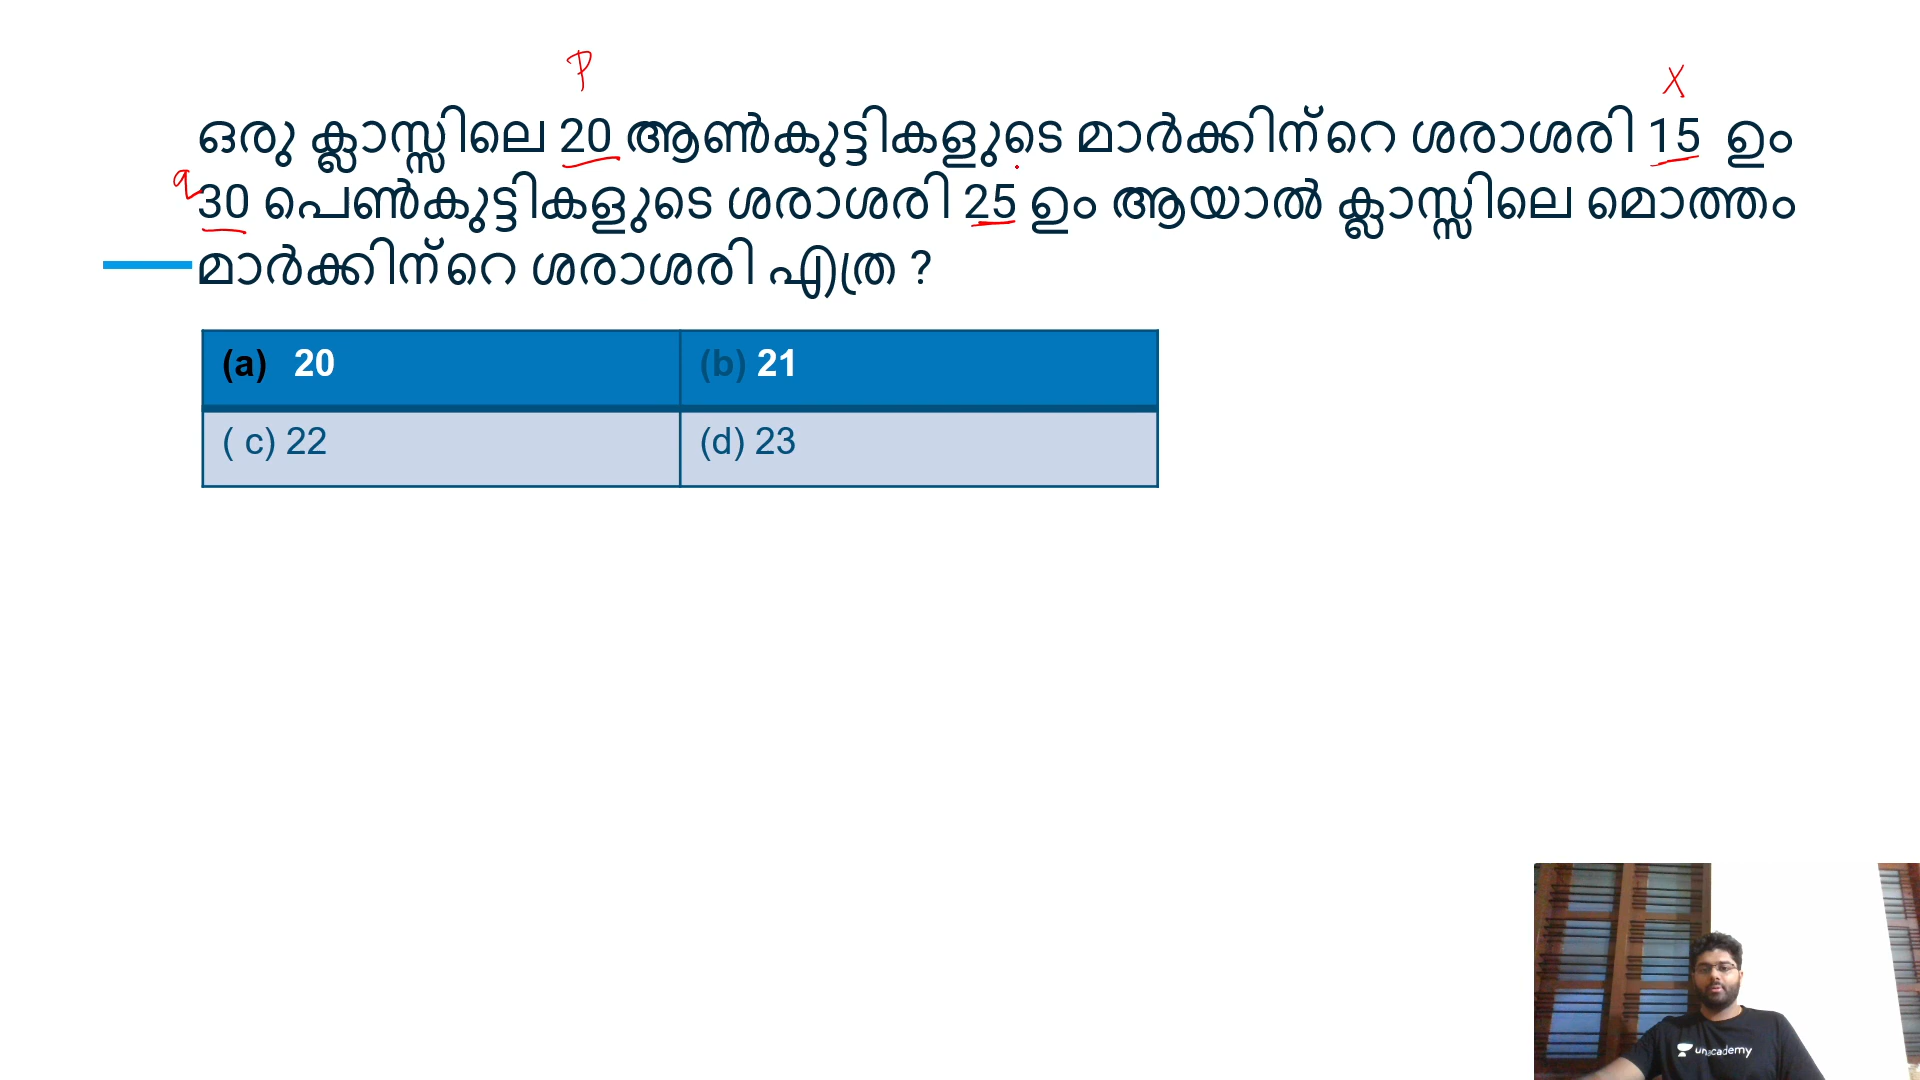 P
X
ഒരു ക്ലാസ്സിലെ 20 ആൺകുട്ടികളുടെ മാർക്കിന്റെ ശരാശരി 15 ഉം
q
30 പെൺകുട്ടികളുടെ ശരാശരി 25 ഉം ആയാൽ ക്ലാസ്സിലെ മൊത്തം
മാർക്കിന്റെ ശരാശരി എത്ര ?
(a) 20
(b) 21
( c) 22
(d) 23
unacademy